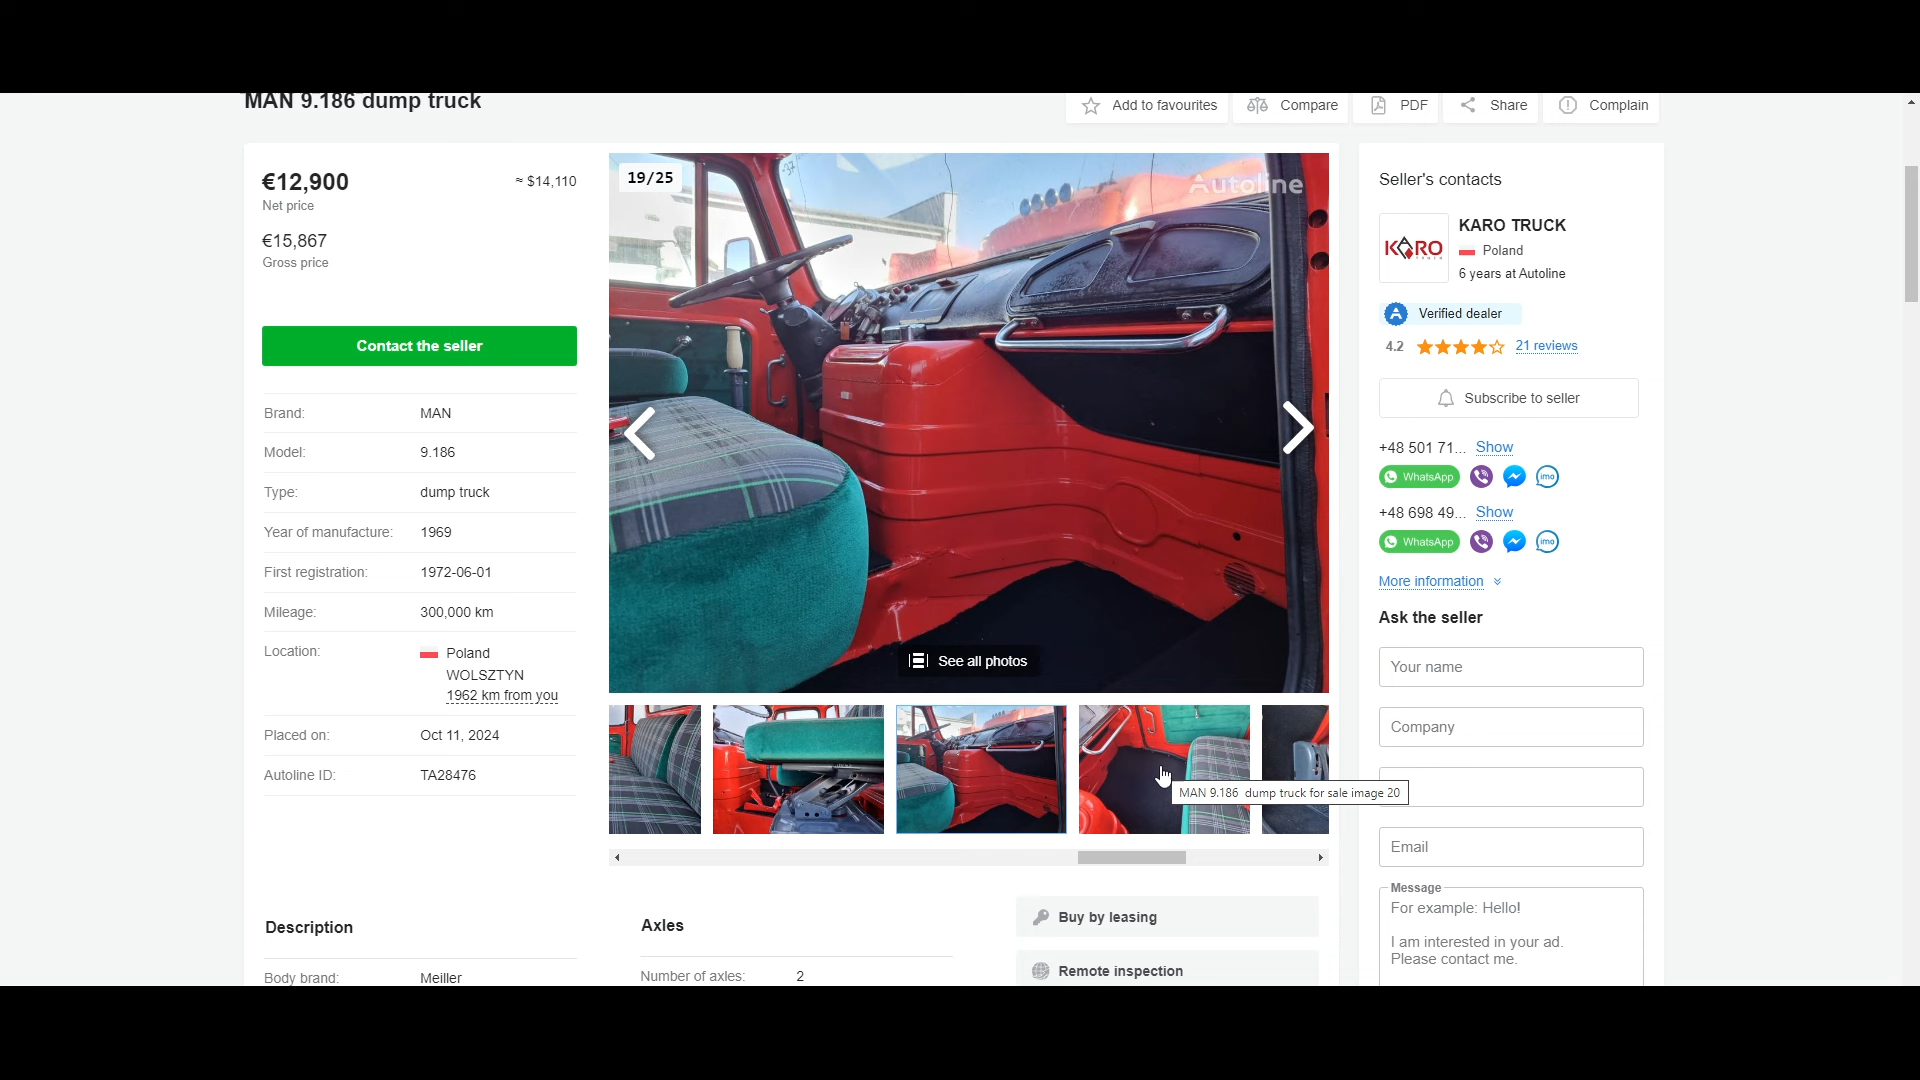 MAN 9.186 dump truck
Add to favourites
Compare
PDF
Share
Complain
€12,900
≈ $14,110
Net price
€15,867
Gross price
Contact the seller
Brand: MAN
Model: 9.186
Type: dump truck
Year of manufacture: 1969
First registration: 1972-06-01
Mileage: 300,000 km
Location: Poland
WOLSZTYN
1962 km from you
Placed on: Oct 11, 2024
Autoline ID: TA28476
19/25
Autoline
See all photos
MAN 9.186 dump truck for sale image 20
Description
Body brand: Meiller
Axles
Number of axles: 2
Buy by leasing
Remote inspection
Seller's contacts
KARO
TRUCK
KARO TRUCK
Poland
6 years at Autoline
Verified dealer
4.2
21 reviews
Subscribe to seller
+48 501 71... Show
WhatsApp
imo
+48 698 49... Show
WhatsApp
imo
More information
Ask the seller
Your name
Company
Email
Message
For example: Hello!
I am interested in your ad.
Please contact me.